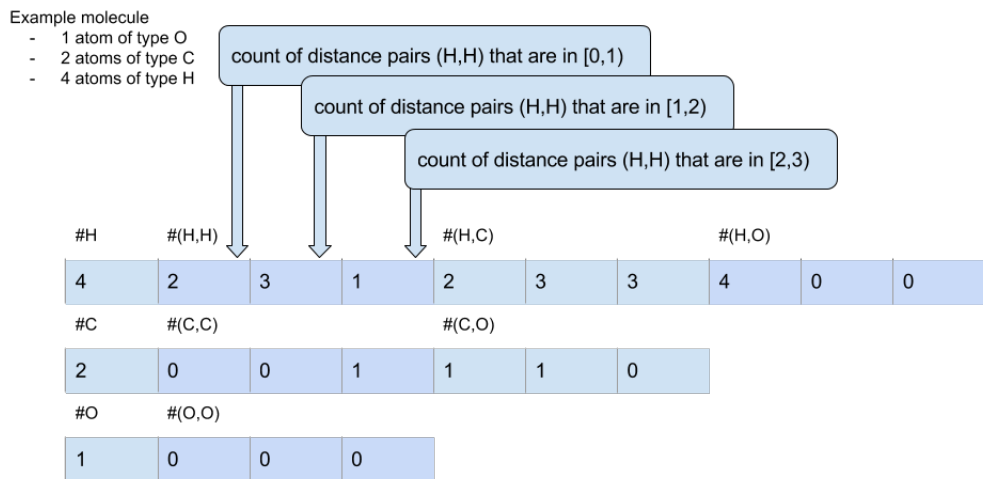 Example molecule
- 1 atom of type O
- 2 atoms of type C
- 4 atoms of type H
count of distance pairs (H,H) that are in [0,1)
count of distance pairs (H,H) that are in [1,2)
count of distance pairs (H,H) that are in [2,3)
#H #(H,H) #(H,C) #(H,O)
4 2 3 1 2 3 3 4 0 0
#C #(C,C) #(C,O)
2 0 0 1 1 1 0
#O #(O,O)
1 0 0 0